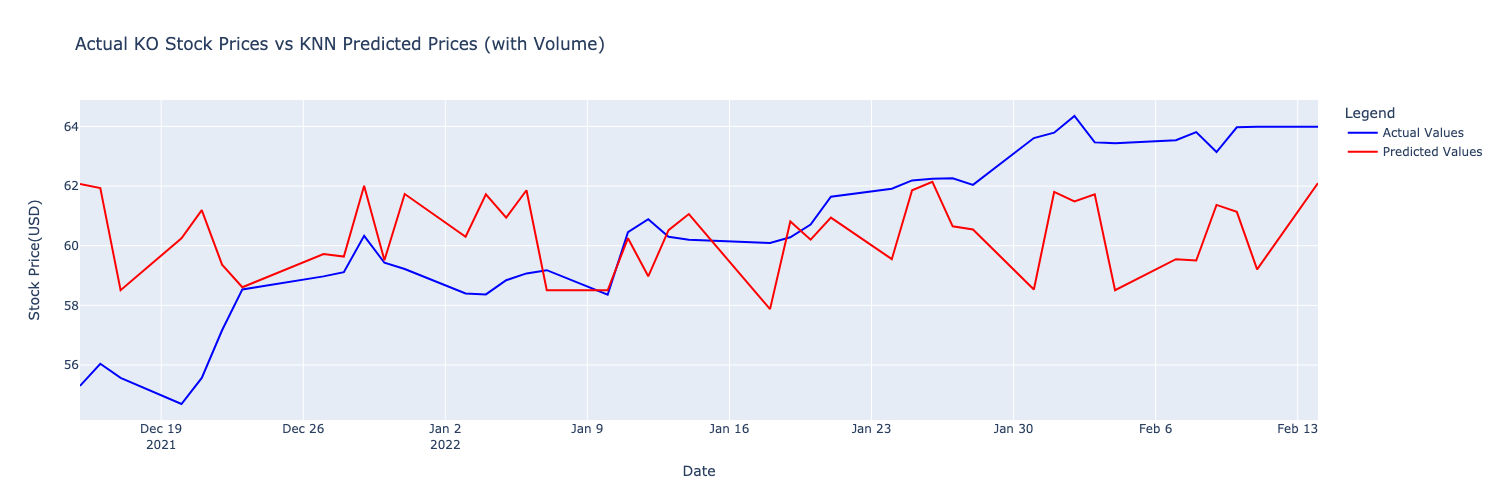 Actual KO Stock Prices vs KNN Predicted Prices (with Volume)
Legend
Actual Values
Predicted Values
Stock Price(USD)
64
62
60
58
56
Dec 19
2021
Dec 26
Jan 2
2022
Jan 9
Jan 16
Jan 23
Jan 30
Feb 6
Feb 13
Date